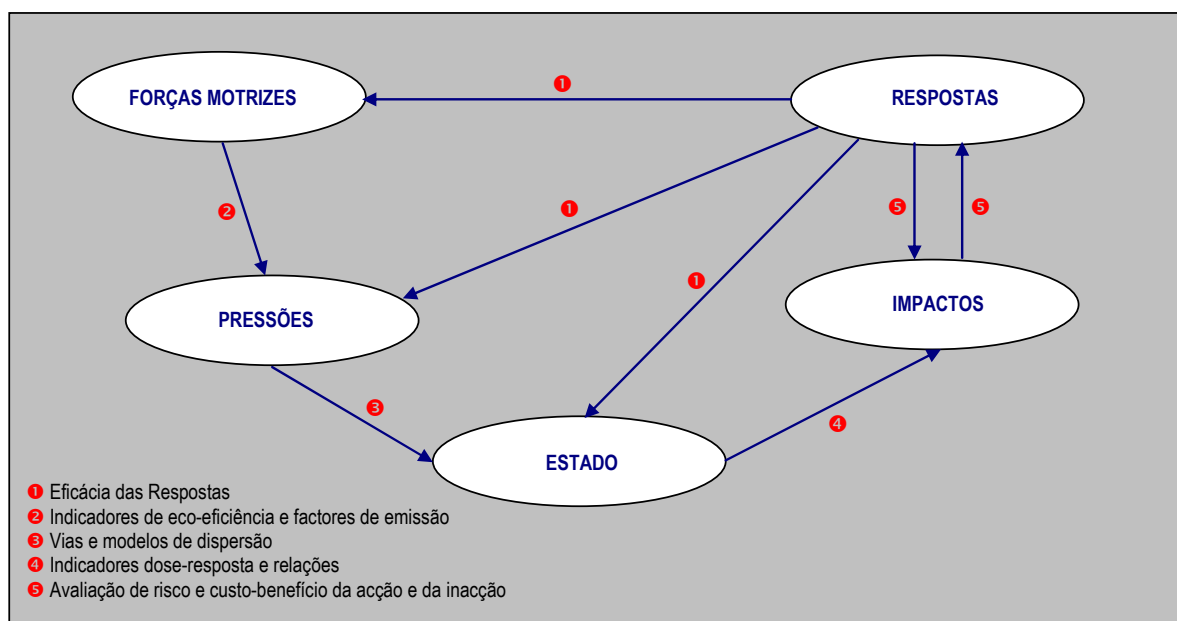 FORÇAS MOTRIZES
❶
RESPOSTAS
❷
❶
❺
❺
PRESSÕES
❶
IMPACTOS
❸
❹
ESTADO
❶ Eficácia das Respostas
❷ Indicadores de eco-eficiência e factores de emissão
❸ Vias e modelos de dispersão
❹ Indicadores dose-resposta e relações
❺ Avaliação de risco e custo-benefício da acção e da inacção